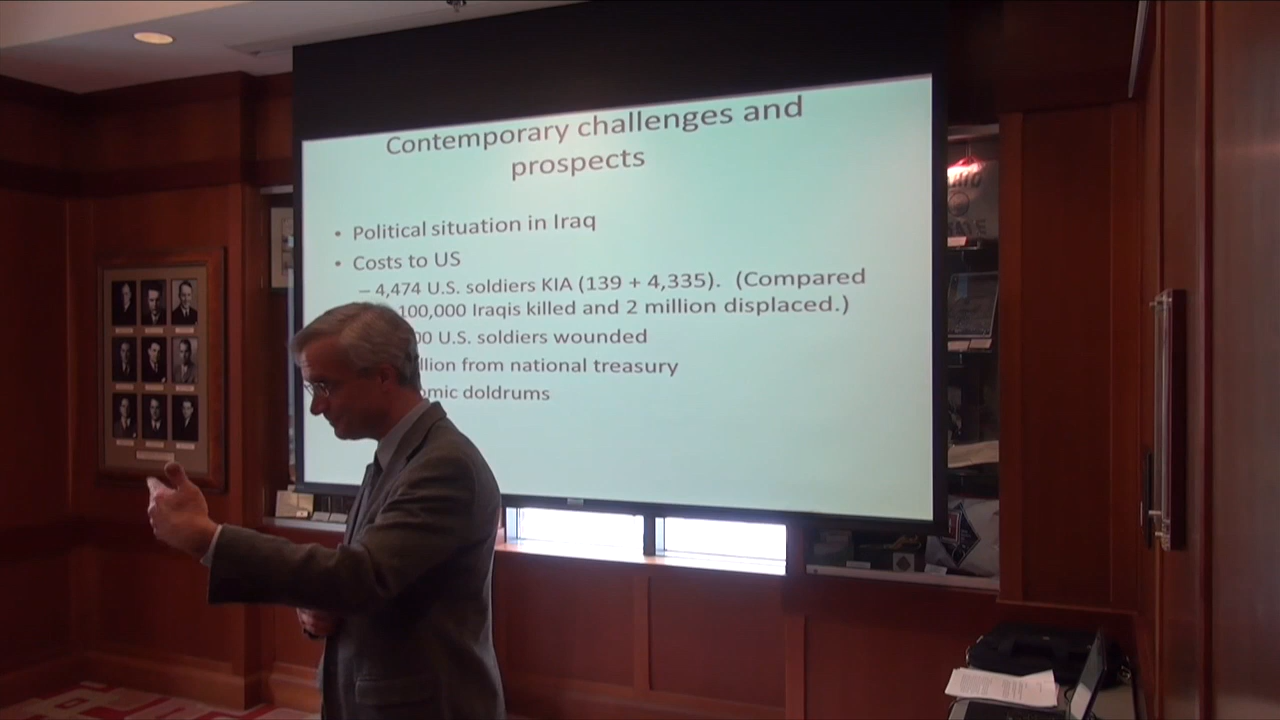 Contemporary challenges and
prospects
• Political situation in Iraq
• Costs to US
– 4,474 U.S. soldiers KIA (139 + 4,335). (Compared
100,000 Iraqis killed and 2 million displaced.)
00 U.S. soldiers wounded
llion from national treasury
omic doldrums